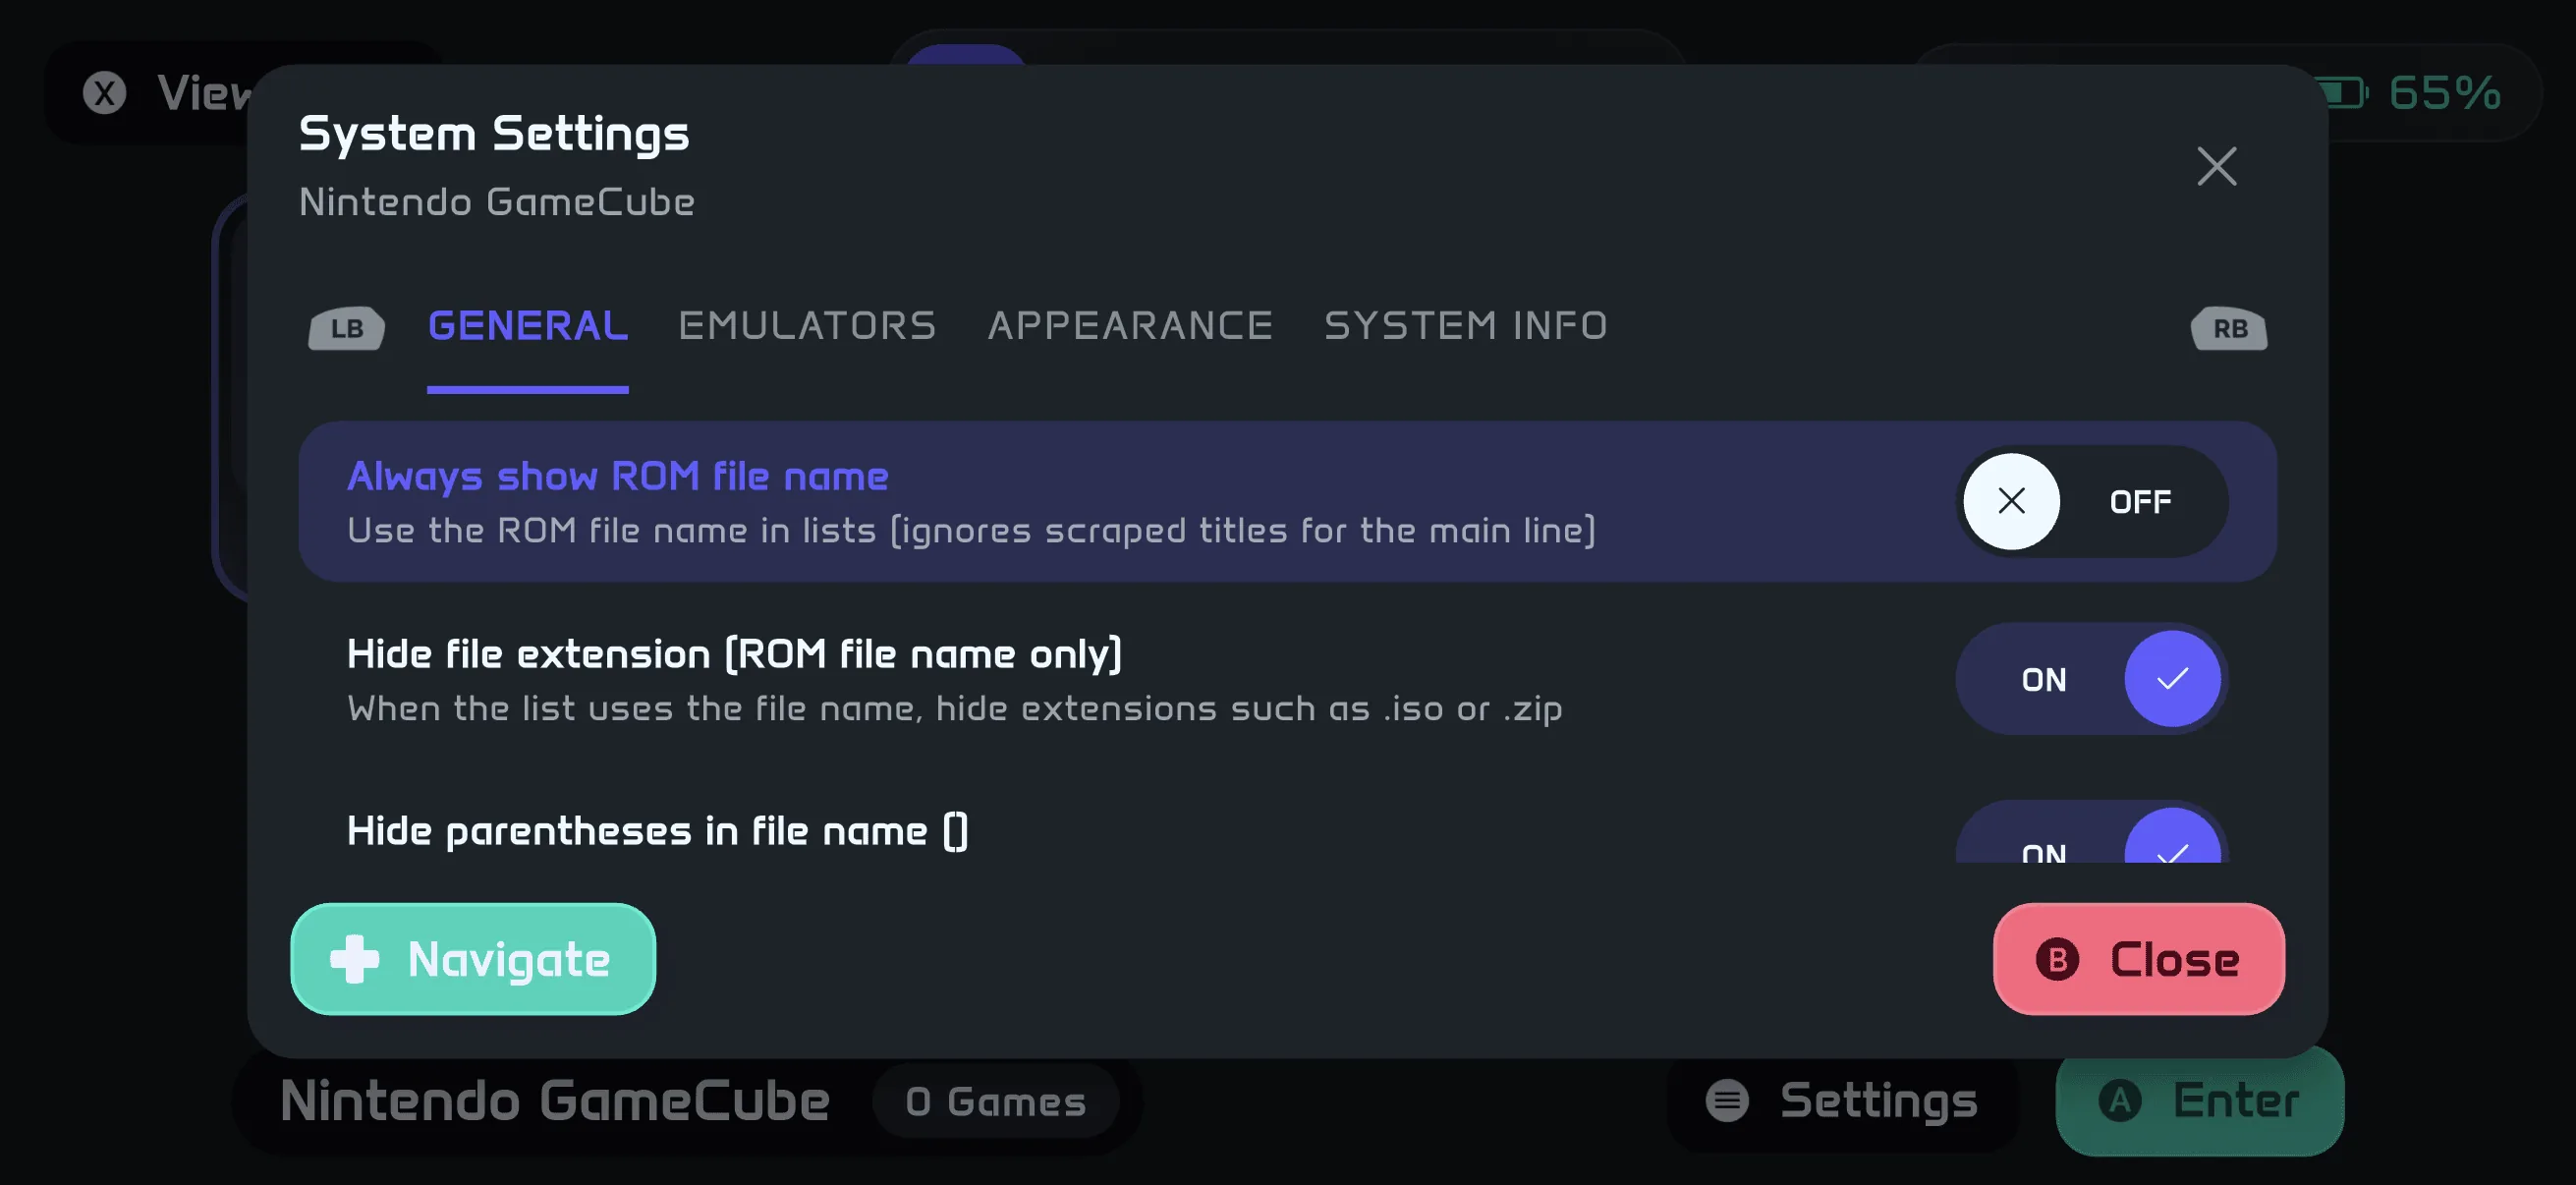 X View
65%
System Settings
Nintendo GameCube
LB GENERAL EMULATORS APPEARANCE SYSTEM INFO RB
Always show ROM file name
Use the ROM file name in lists (ignores scraped titles for the main line)
OFF
Hide file extension (ROM file name only)
When the list uses the file name, hide extensions such as .iso or .zip
ON
Hide parentheses in file name ()
ON
Navigate
B Close
Nintendo GameCube
0 Games
Settings
A Enter